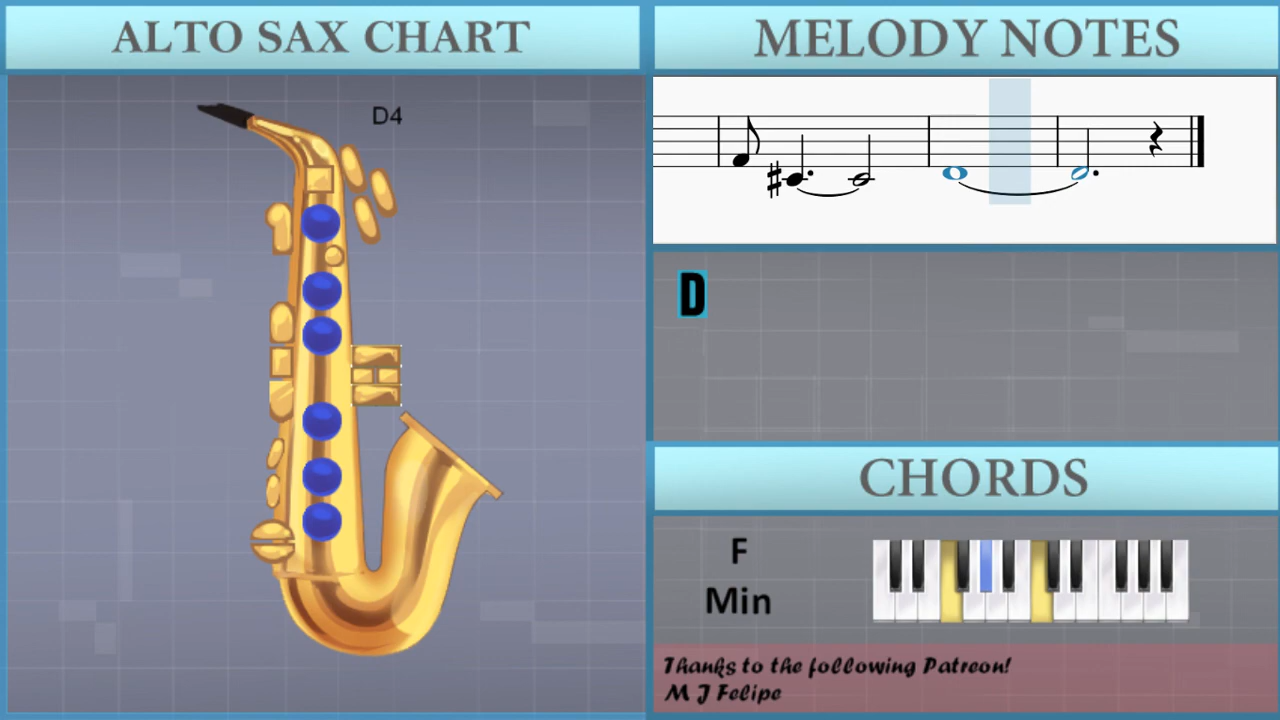 ALTO SAX CHART
D4
MELODY NOTES
D
CHORDS
F
Min
Thanks to the following Patreon!
M J Felipe